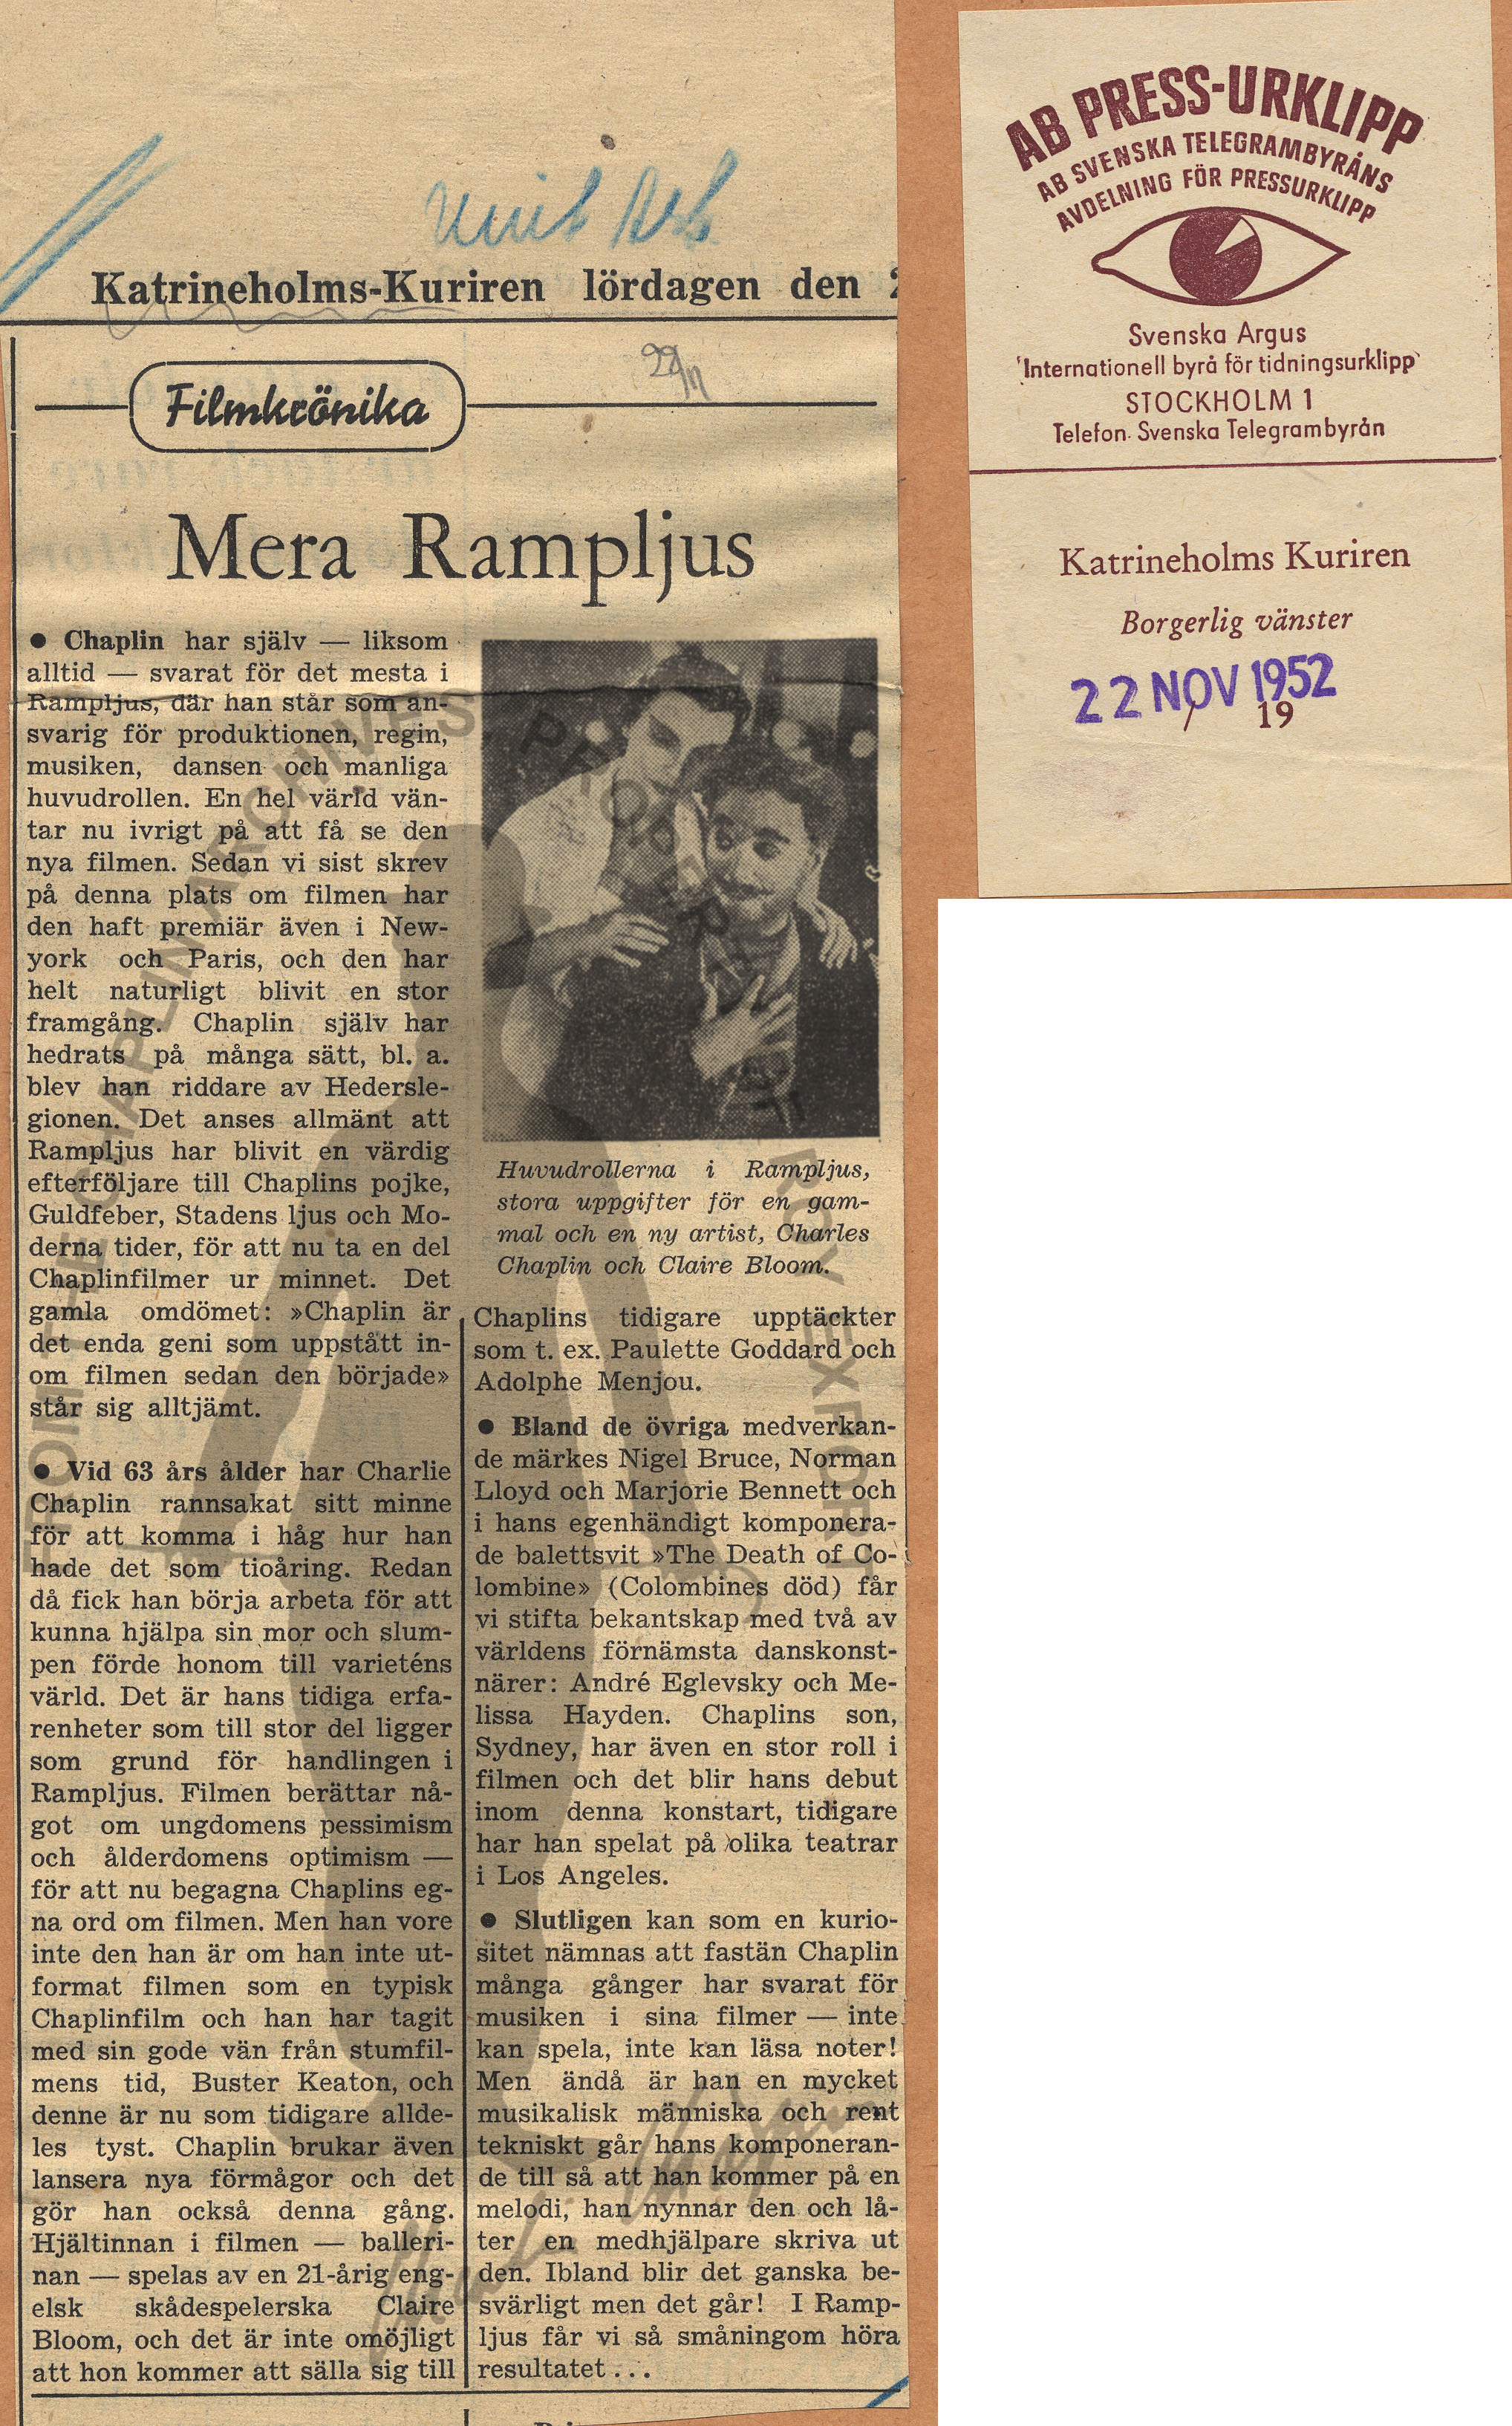 Unit Art
Katrineholms-Kuriren lördagen den
22/11
Filmkrönika
Mera Rampljus
● Chaplin har själv — liksom
alltid — svarat för det mesta i
Rampljus, där han står som an-
svarig för produktionen, regin,
musiken, dansen och manliga
huvudrollen. En hel värld vän-
tar nu ivrigt på att få se den
nya filmen. Sedan vi sist skrev
på denna plats om filmen har
den haft premiär även i New-
york och Paris, och den har
helt naturligt blivit en stor
framgång. Chaplin själv har
hedrats på många sätt, bl. a.
blev han riddare av Hedersle-
gionen. Det anses allmänt att
Rampljus har blivit en värdig
efterföljare till Chaplins pojke,
Guldfeber, Stadens ljus och Mo-
derna tider, för att nu ta en del
Chaplinfilmer ur minnet. Det
gamla omdömet: »Chaplin är
det enda geni som uppstått in-
om filmen sedan den började»
står sig alltjämt.
● Vid 63 års ålder har Charlie
Chaplin rannsakat sitt minne
för att komma i håg hur han
hade det som tioåring. Redan
då fick han börja arbeta för att
kunna hjälpa sin mor och slum-
pen förde honom till varieténs
värld. Det är hans tidiga erfa-
renheter som till stor del ligger
som grund för handlingen i
Rampljus. Filmen berättar nå-
got om ungdomens pessimism
och ålderdomens optimism —
för att nu begagna Chaplins eg-
na ord om filmen. Men han vore
inte den han är om han inte ut-
format filmen som en typisk
Chaplinfilm och han har tagit
med sin gode vän från stumfil-
mens tid, Buster Keaton, och
denne är nu som tidigare allde-
les tyst. Chaplin brukar även
lansera nya förmågor och det
gör han också denna gång.
Hjältinnan i filmen — balleri-
nan — spelas av en 21-årig eng-
elsk skådespelerska Claire
Bloom, och det är inte omöjligt
att hon kommer att sälla sig till
Huvudrollerna i Rampljus,
stora uppgifter för en gam-
mal och en ny artist, Charles
Chaplin och Claire Bloom.
Chaplins tidigare upptäckter
som t. ex. Paulette Goddard och
Adolphe Menjou.
● Bland de övriga medverkan-
de märkes Nigel Bruce, Norman
Lloyd och Marjorie Bennett och
i hans egenhändigt komponera-
de balettsvit »The Death of Co-
lombine» (Colombines död) får
vi stifta bekantskap med två av
världens förnämsta danskonst-
närer: André Eglevsky och Me-
lissa Hayden. Chaplins son,
Sydney, har även en stor roll i
filmen och det blir hans debut
inom denna konstart, tidigare
har han spelat på olika teatrar
i Los Angeles.
● Slutligen kan som en kurio-
sitet nämnas att fastän Chaplin
många gånger har svarat för
musiken i sina filmer — inte
kan spela, inte kan läsa noter!
Men ändå är han en mycket
musikalisk människa och rent
tekniskt går hans komponeran-
de till så att han kommer på en
melodi, han nynnar den och lå-
ter en medhjälpare skriva ut
den. Ibland blir det ganska be-
svärligt men det går! I Ramp-
ljus får vi så småningom höra
resultatet...
FROM THE CHAPLIN ARCHIVES. PROPERTY OF ROY EXPORT
Charlie Chaplin
AB PRESS-URKLIPP
AB SVENSKA TELEGRAMBYRÅNS
AVDELNING FÖR PRESSURKLIPP
Svenska Argus
'Internationell byrå för tidningsurklipp'
STOCKHOLM 1
Telefon. Svenska Telegrambyrån
Katrineholms Kuriren
Borgerlig vänster
22 NOV 1952
/ 19